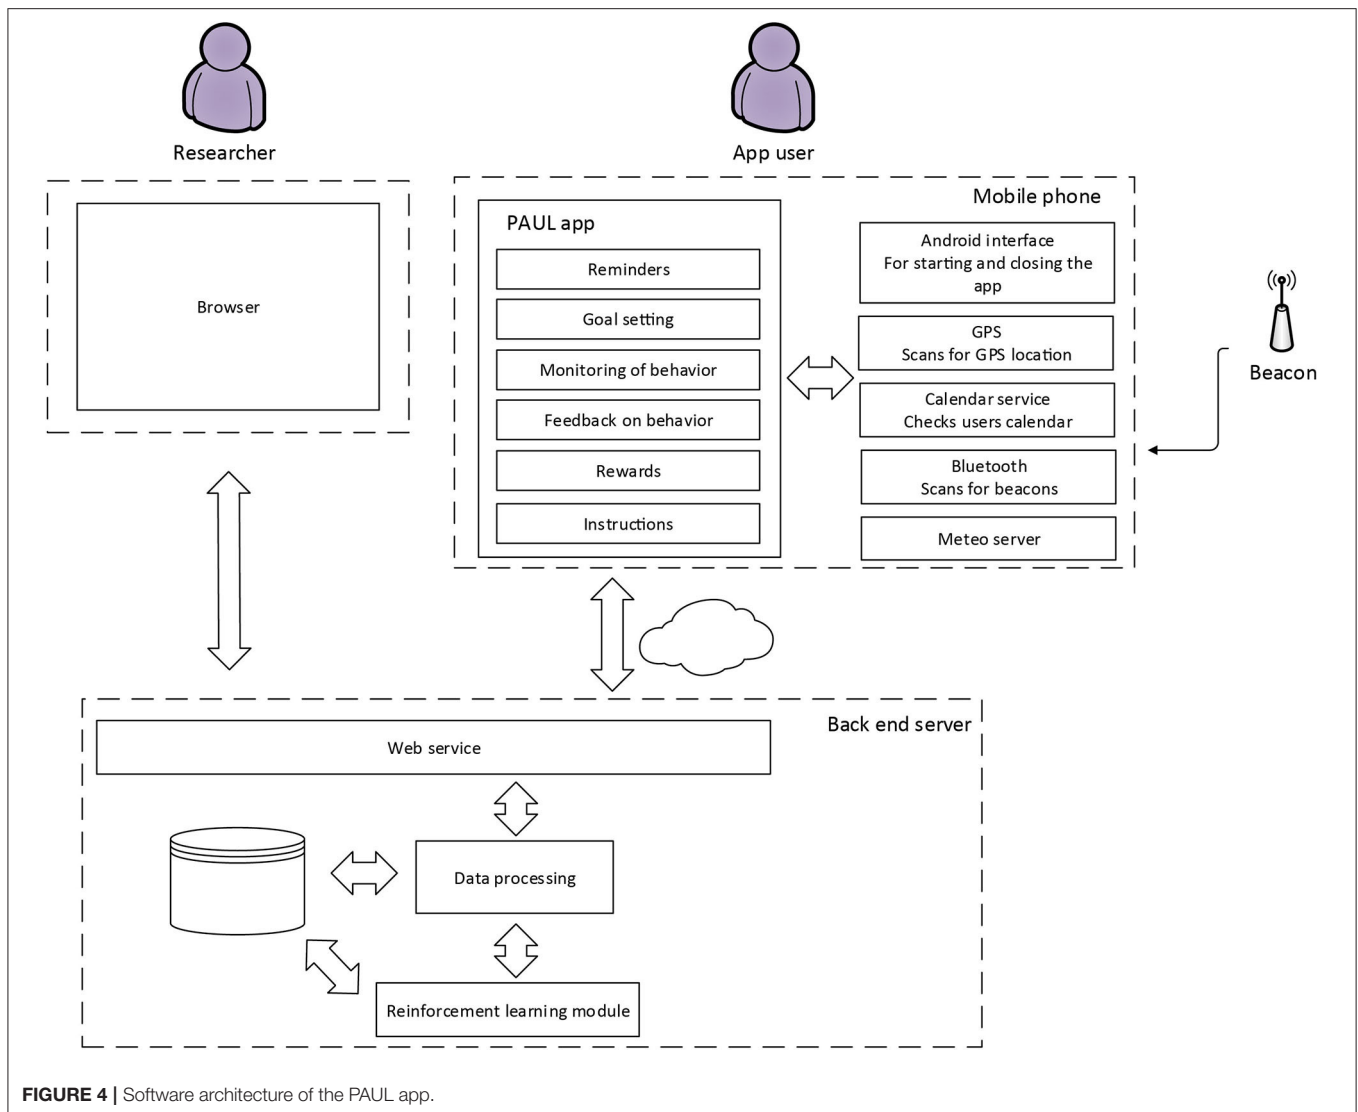 Researcher
App user
Browser
Mobile phone
PAUL app
Reminders
Goal setting
Monitoring of behavior
Feedback on behavior
Rewards
Instructions
Android interface
For starting and closing the
app
GPS
Scans for GPS location
Calendar service
Checks users calendar
Bluetooth
Scans for beacons
Meteo server
Beacon
Back end server
Web service
Data processing
Reinforcement learning module
FIGURE 4 | Software architecture of the PAUL app.